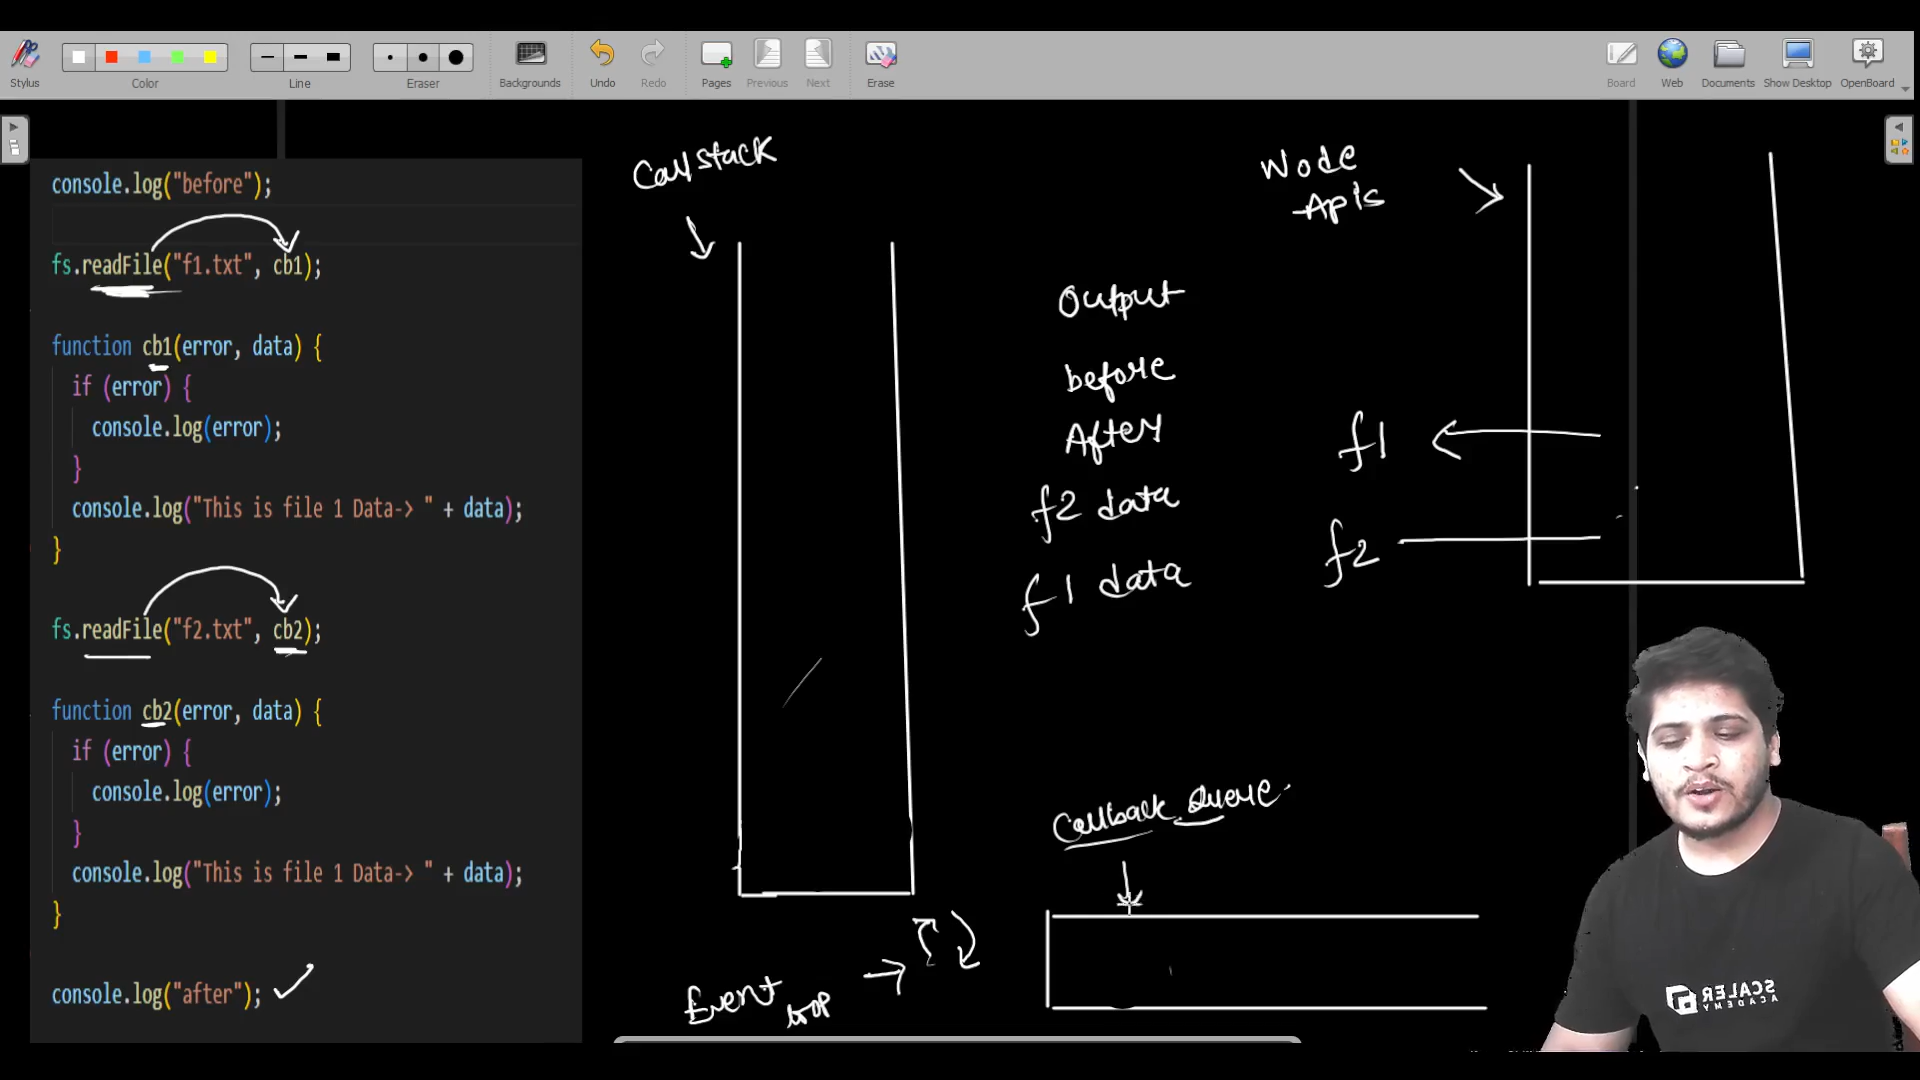 Stylus
Color
Line
Eraser
Backgrounds
Undo
Redo
Pages
Previous
Next
Erase
Board
Web
Documents
Show Desktop
OpenBoard
console.log("before");
fs.readFile("f1.txt", cb1);
function cb1(error, data) {
if (error) {
console.log(error);
}
console.log("This is file 1 Data-> " + data);
}
fs.readFile("f2.txt", cb2);
function cb2(error, data) {
if (error) {
console.log(error);
}
console.log("This is file 1 Data-> " + data);
}
console.log("after");
Callstack
Node
Apis
Output
before
After
f2 data
f1 data
f1
f2
Callback Queue
Event
loop
SCALER
ACADEMY